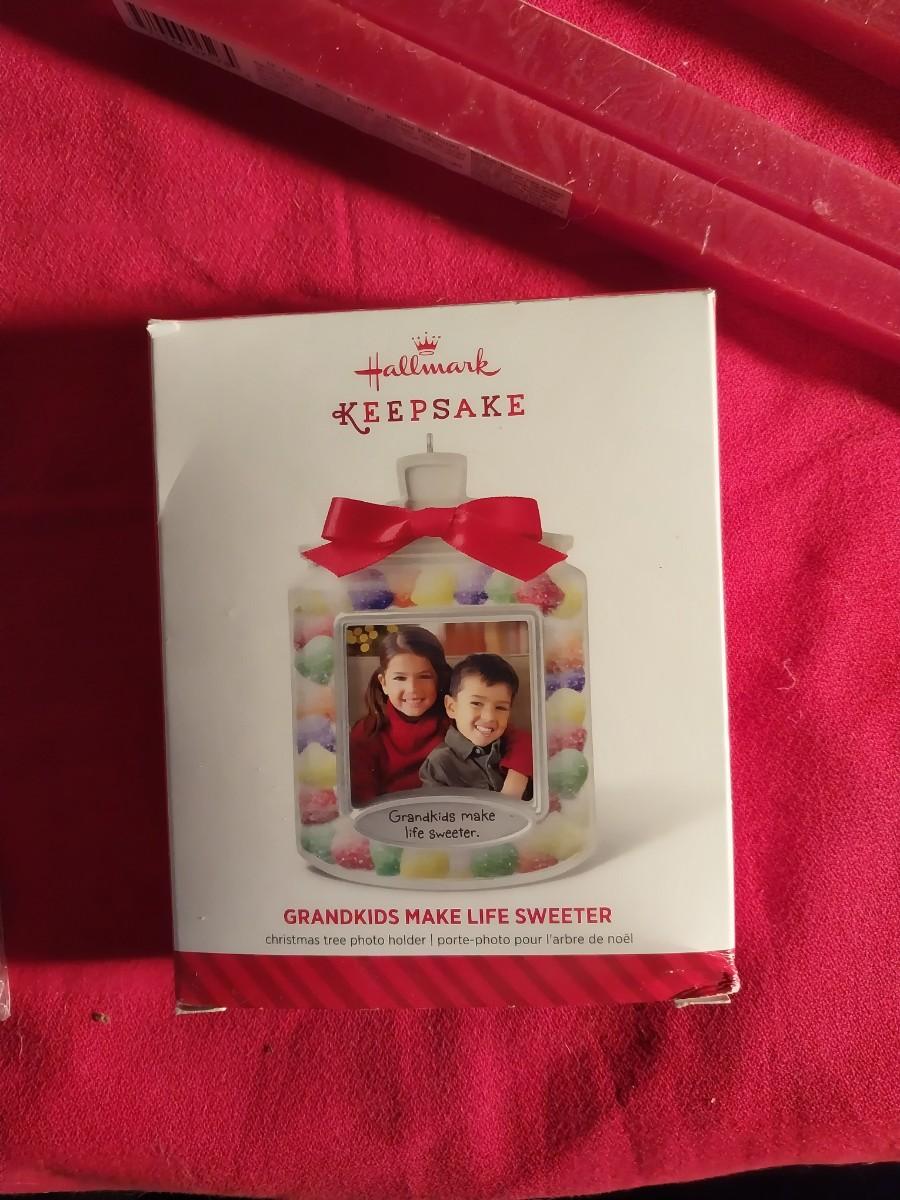 Hallmark
KEEPSAKE
Grandkids make
life sweeter.
GRANDKIDS MAKE LIFE SWEETER
christmas tree photo holder | porte-photo pour l'arbre de noël